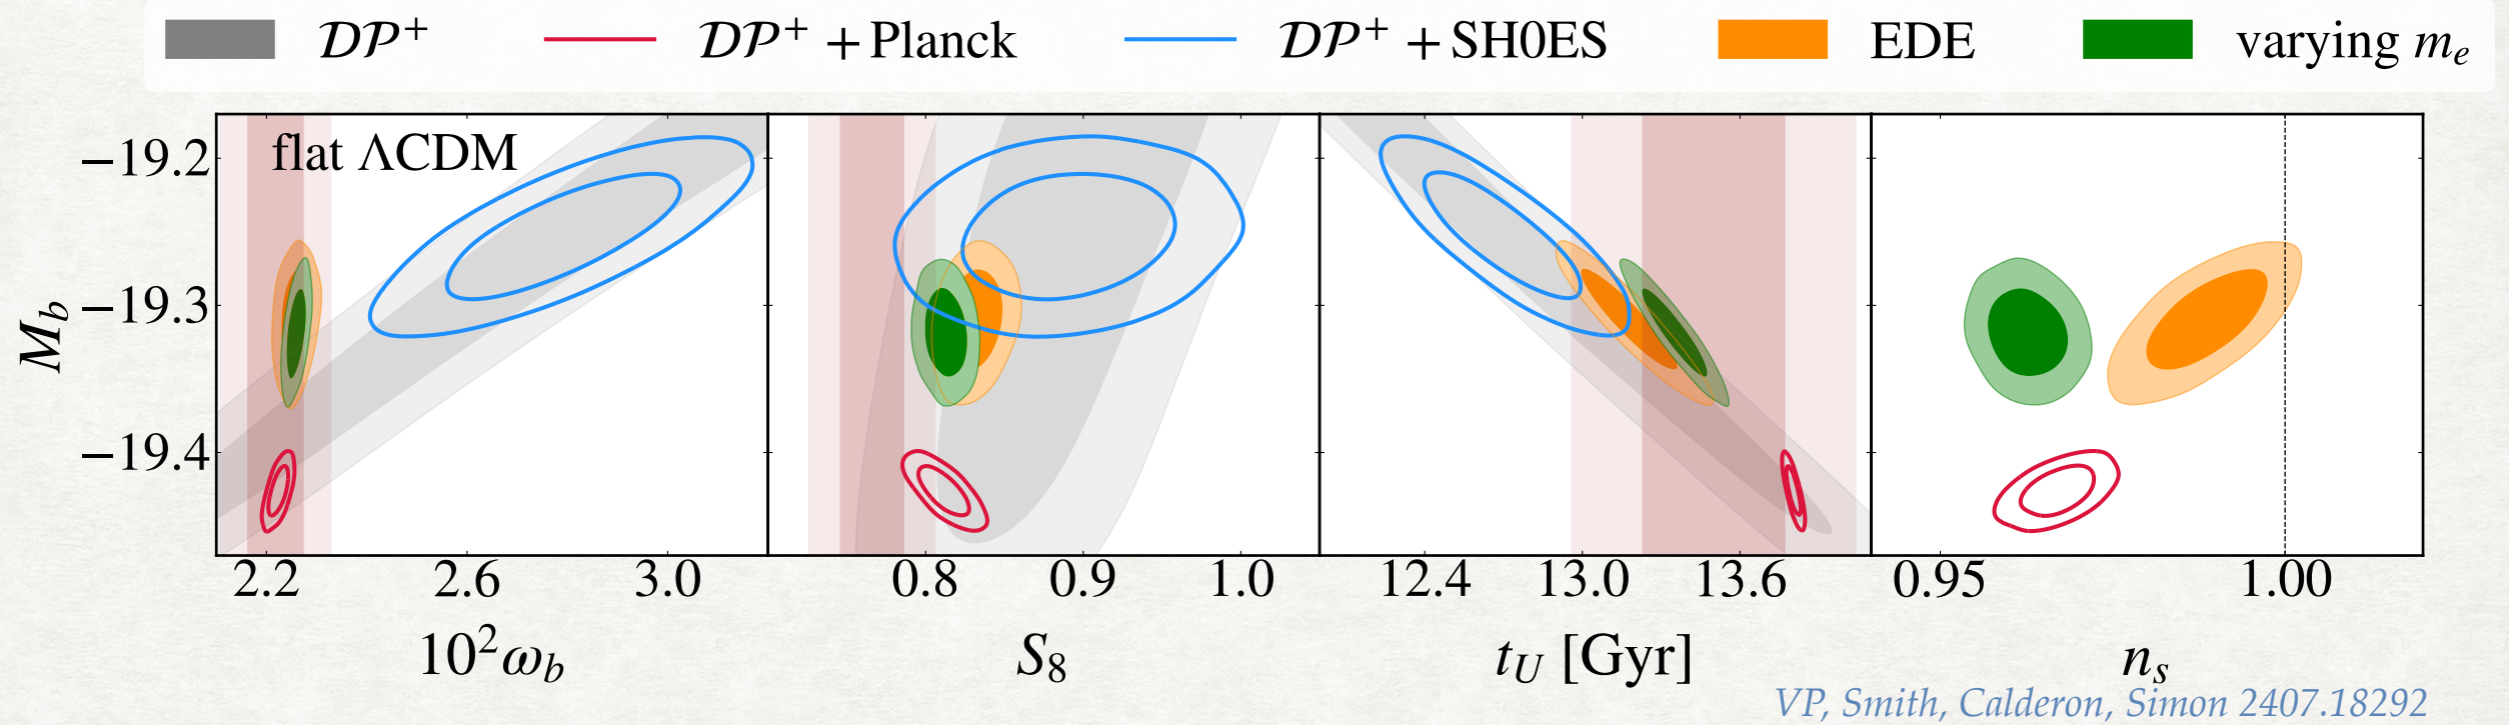 𝒟𝒫⁺ 𝒟𝒫⁺ + Planck 𝒟𝒫⁺ + SH0ES EDE varying mₑ
flat ΛCDM
−19.2
−19.3
−19.4
M_b
2.2 2.6 3.0 0.8 0.9 1.0 12.4 13.0 13.6 0.95 1.00
10²ω_b S₈ t_U [Gyr] nₛ
VP, Smith, Calderon, Simon 2407.18292